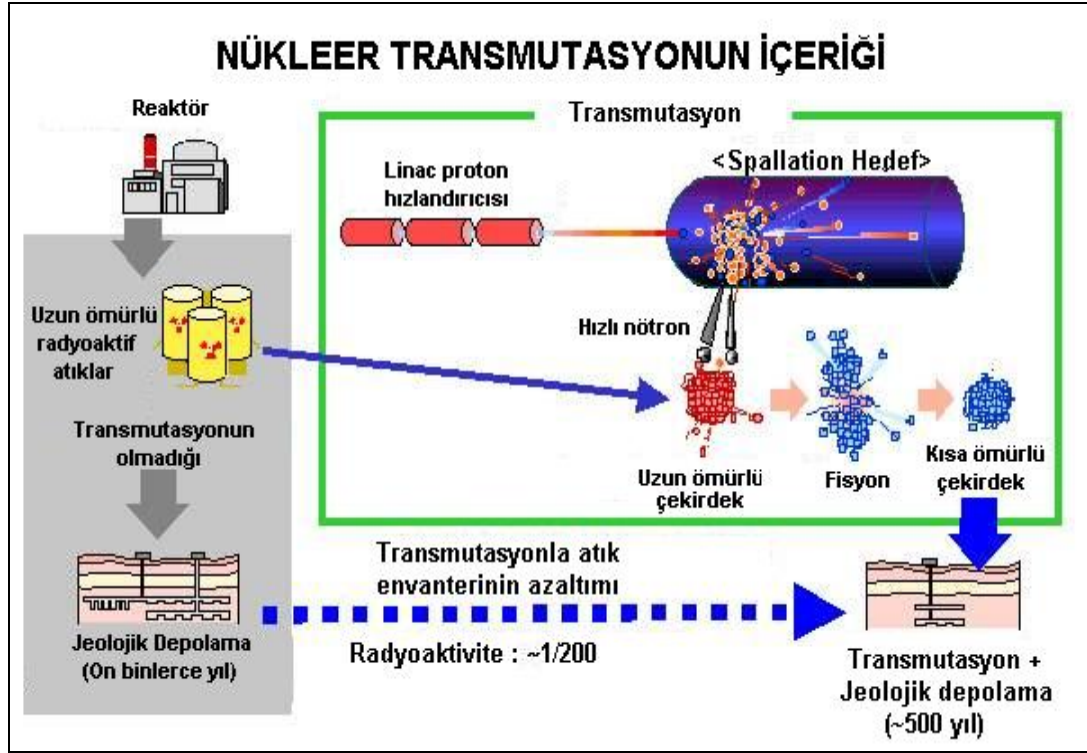 NÜKLEER TRANSMUTASYONUN İÇERİĞİ
Reaktör
Uzun ömürlü
radyoaktif
atıklar
Transmutasyonun
olmadığı
Jeolojik Depolama
(On binlerce yıl)
Transmutasyon
Linac proton
hızlandırıcısı
<Spallation Hedef>
Hızlı nötron
Uzun ömürlü
çekirdek
Fisyon
Kısa ömürlü
çekirdek
Transmutasyonla atık
envanterinin azaltımı
Radyoaktivite : ~1/200
Transmutasyon +
Jeolojik depolama
(~500 yıl)